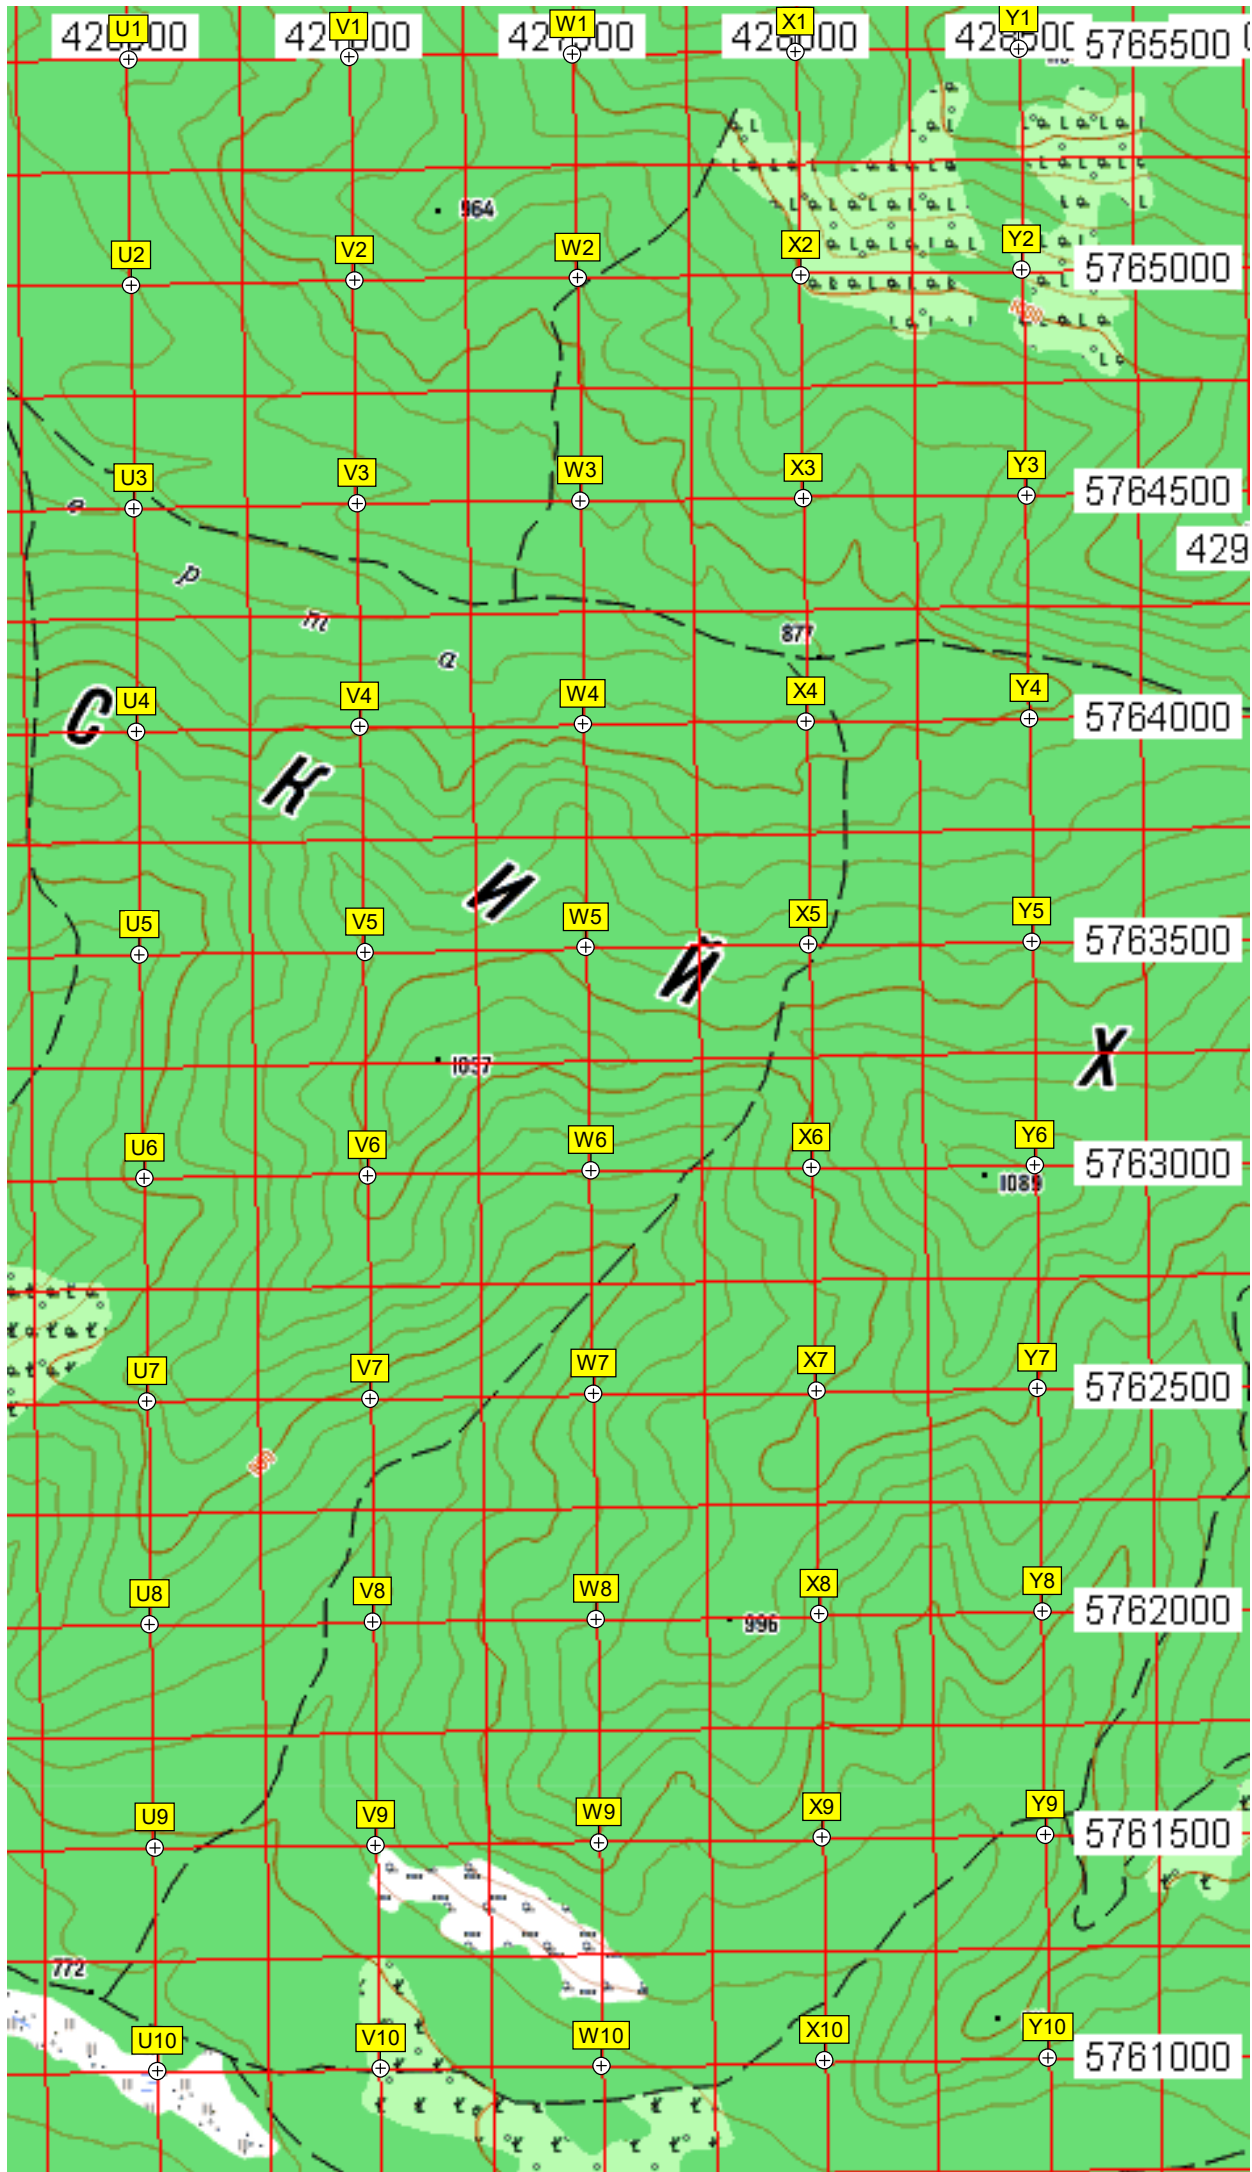 U1 V1 W1 X1 Y1
5765500
964
U2 V2 W2 X2 Y2
5765000
1000
U3 V3 W3 X3 Y3
5764500
429
е р т а
877
U4 V4 W4 X4 Y4
5764000
С К И Й Х
U5 V5 W5 X5 Y5
5763500
1057
U6 V6 W6 X6 Y6
5763000
1089
U7 V7 W7 X7 Y7
5762500
U8 V8 W8 X8 Y8
5762000
996
U9 V9 W9 X9 Y9
5761500
772
U10 V10 W10 X10 Y10
5761000